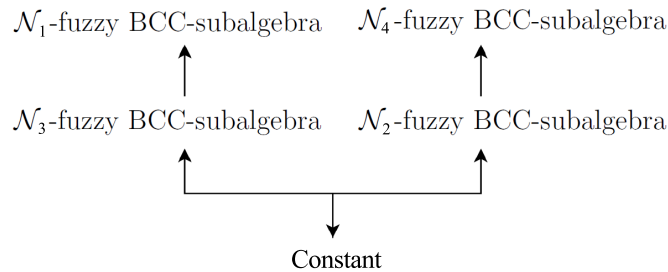 𝒩₁-fuzzy BCC-subalgebra 𝒩₄-fuzzy BCC-subalgebra
𝒩₃-fuzzy BCC-subalgebra 𝒩₂-fuzzy BCC-subalgebra
Constant